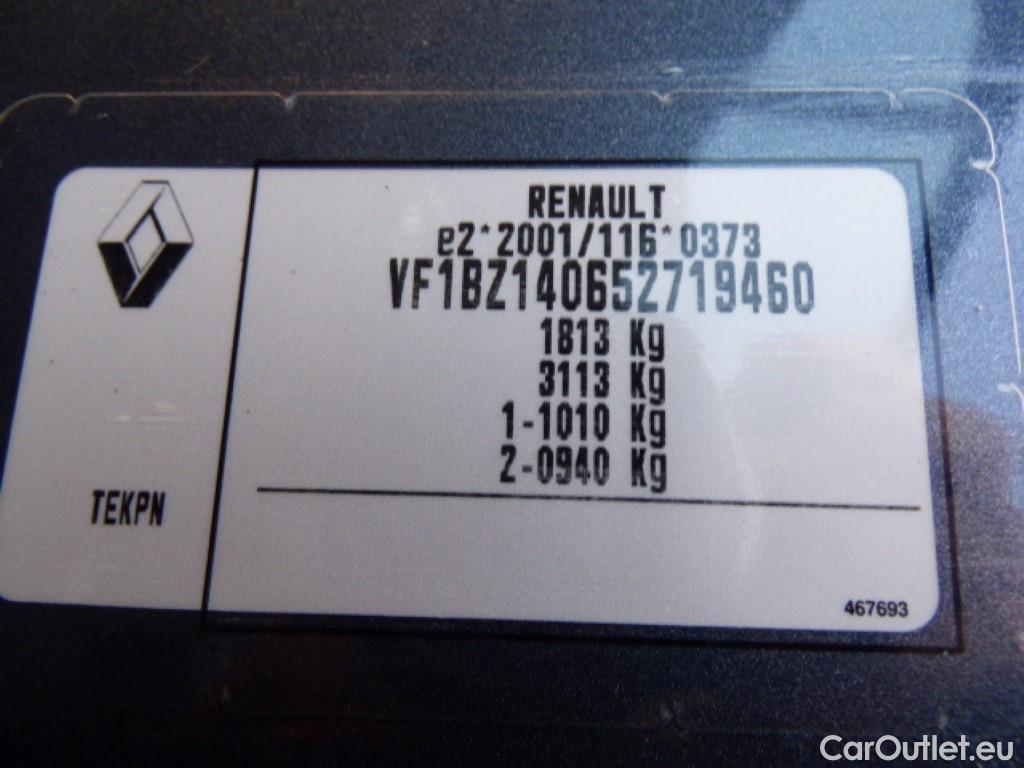 RENAULT
e2*2001/116*0373
VF1BZ140652719460
1813 Kg
3113 Kg
1-1010 Kg
2-0940 Kg
TEKPN
467693
CarOutlet.eu